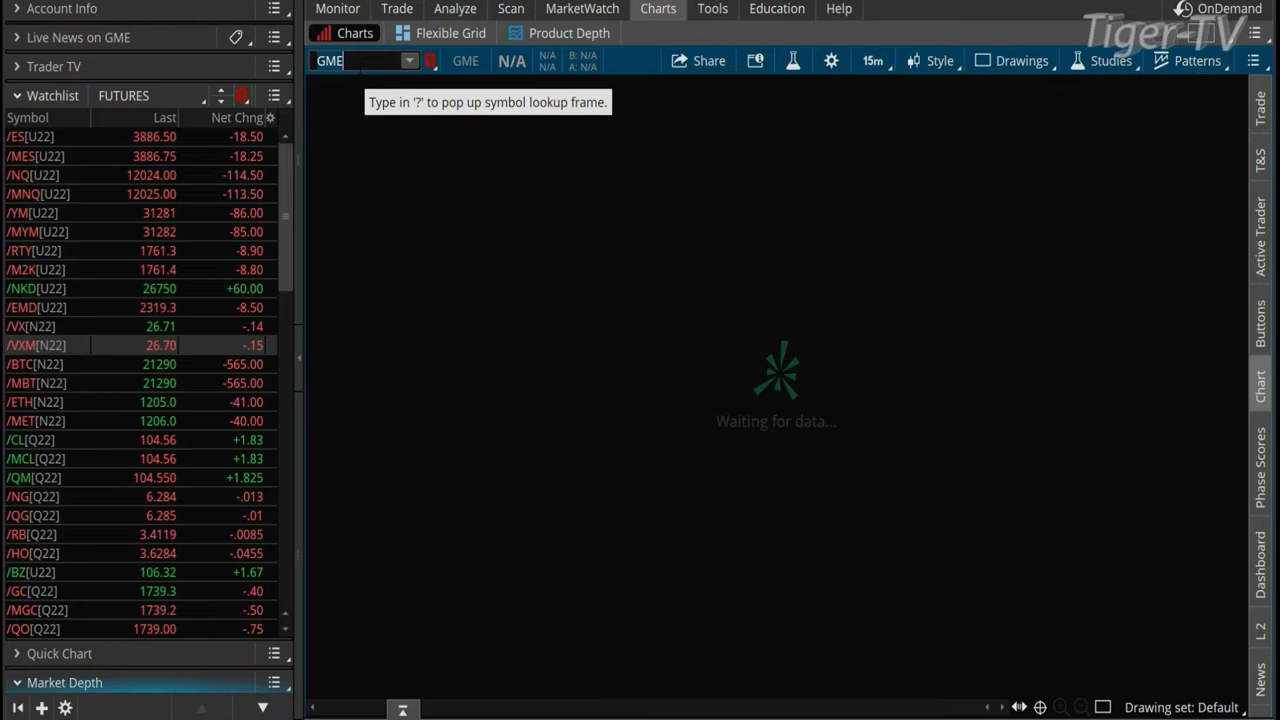 Account Info
Monitor Trade Analyze Scan MarketWatch Charts Tools Education Help OnDemand
Tiger-TV
Live News on GME
Charts Flexible Grid Product Depth
Trader TV
GME GME N/A N/A N/A B: N/A A: N/A Share 15m Style Drawings Studies Patterns
Watchlist FUTURES
Type in '?' to pop up symbol lookup frame.
Symbol Last Net Chng
/ES[U22] 3886.50 -18.50
/MES[U22] 3886.75 -18.25
/NQ[U22] 12024.00 -114.50
/MNQ[U22] 12025.00 -113.50
/YM[U22] 31281 -86.00
/MYM[U22] 31282 -85.00
/RTY[U22] 1761.3 -8.90
/M2K[U22] 1761.4 -8.80
/NKD[U22] 26750 +60.00
/EMD[U22] 2319.3 -8.50
/VX[N22] 26.71 -.14
/VXM[N22] 26.70 -.15
/BTC[N22] 21290 -565.00
/MBT[N22] 21290 -565.00
/ETH[N22] 1205.0 -41.00
/MET[N22] 1206.0 -40.00
/CL[Q22] 104.56 +1.83
/MCL[Q22] 104.56 +1.83
/QM[Q22] 104.550 +1.825
/NG[Q22] 6.284 -.013
/QG[Q22] 6.285 -.01
/RB[Q22] 3.4119 -.0085
/HO[Q22] 3.6284 -.0455
/BZ[U22] 106.32 +1.67
/GC[Q22] 1739.3 -.40
/MGC[Q22] 1739.2 -.50
/QO[Q22] 1739.00 -.75
Waiting for data...
Trade
T&S
Active Trader
Buttons
Chart
Phase Scores
Dashboard
L 2
News
Quick Chart
Market Depth
Drawing set: Default